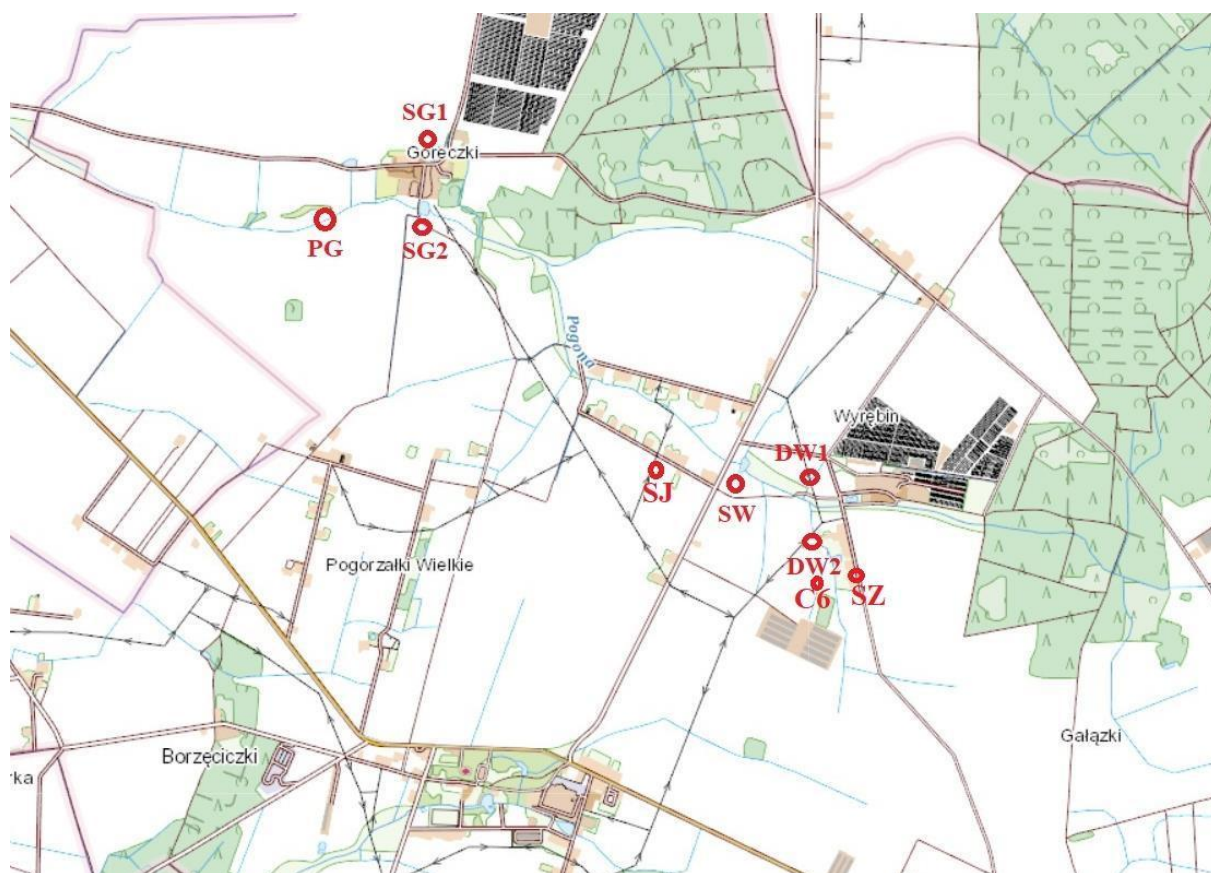 SG1
Góreczki
PG
SG2
Pogona
Wyrębin
DW1
SJ
SW
DW2
Pogorzałki Wielkie
C6
SZ
Gałązki
Borzęciczki
rka